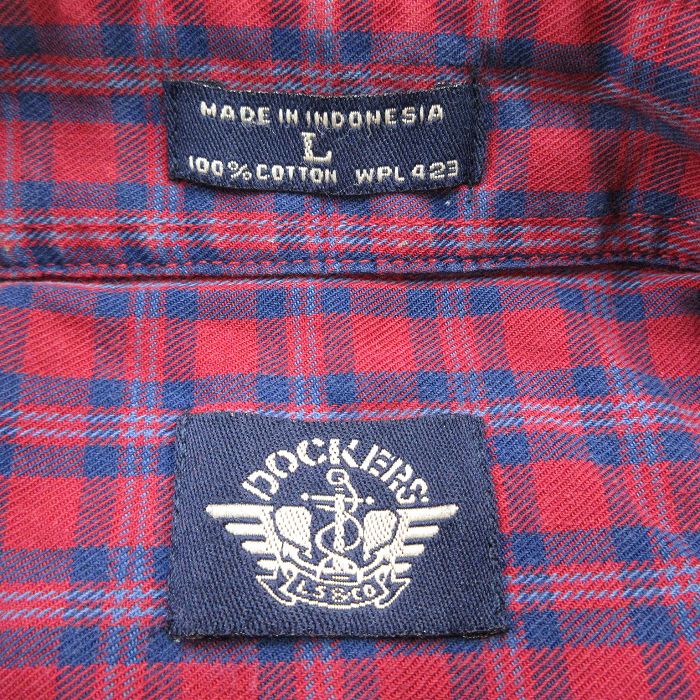 MADE IN INDONESIA
L
100% COTTON WPL 423
DOCKERS
LS&CO